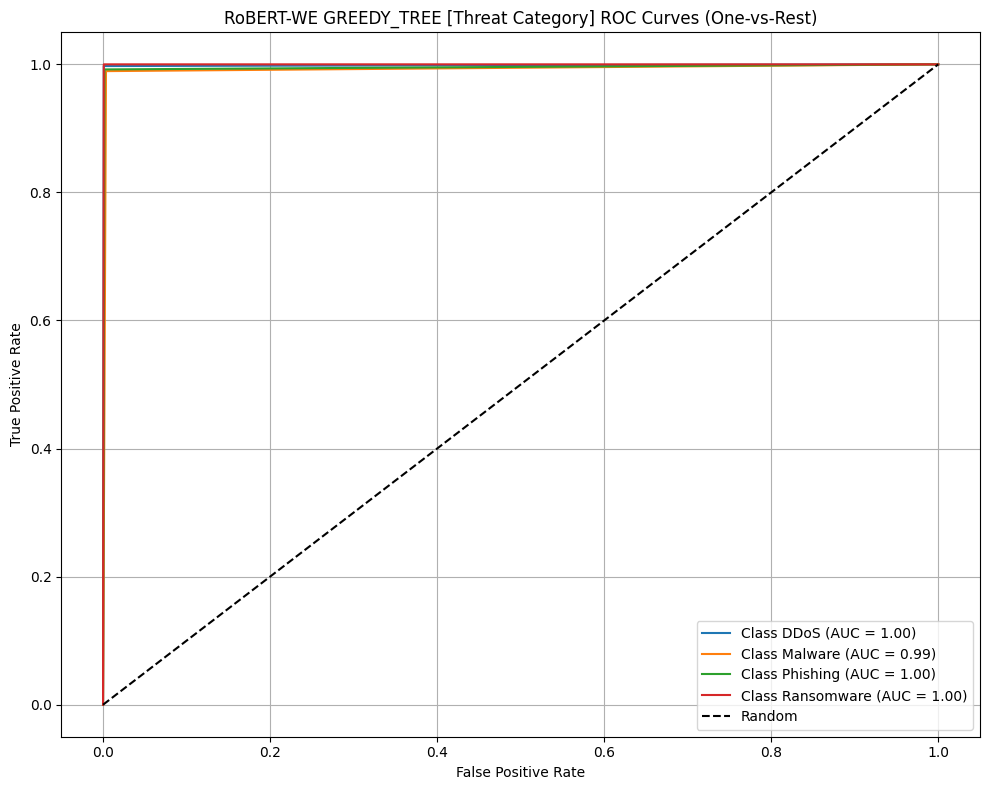 RoBERT-WE GREEDY_TREE [Threat Category] ROC Curves (One-vs-Rest)
True Positive Rate
1.0
0.8
0.6
0.4
0.2
0.0
Class DDoS (AUC = 1.00)
Class Malware (AUC = 0.99)
Class Phishing (AUC = 1.00)
Class Ransomware (AUC = 1.00)
Random
0.0 0.2 0.4 0.6 0.8 1.0
False Positive Rate